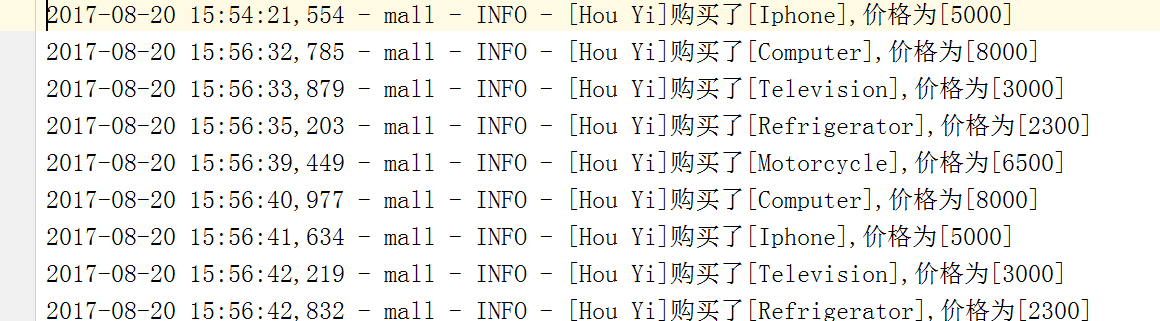 2017-08-20 15:54:21,554 - mall - INFO - [Hou Yi]购买了[Iphone],价格为[5000]
2017-08-20 15:56:32,785 - mall - INFO - [Hou Yi]购买了[Computer],价格为[8000]
2017-08-20 15:56:33,879 - mall - INFO - [Hou Yi]购买了[Television],价格为[3000]
2017-08-20 15:56:35,203 - mall - INFO - [Hou Yi]购买了[Refrigerator],价格为[2300]
2017-08-20 15:56:39,449 - mall - INFO - [Hou Yi]购买了[Motorcycle],价格为[6500]
2017-08-20 15:56:40,977 - mall - INFO - [Hou Yi]购买了[Computer],价格为[8000]
2017-08-20 15:56:41,634 - mall - INFO - [Hou Yi]购买了[Iphone],价格为[5000]
2017-08-20 15:56:42,219 - mall - INFO - [Hou Yi]购买了[Television],价格为[3000]
2017-08-20 15:56:42,832 - mall - INFO - [Hou Yi]购买了[Refrigerator],价格为[2300]